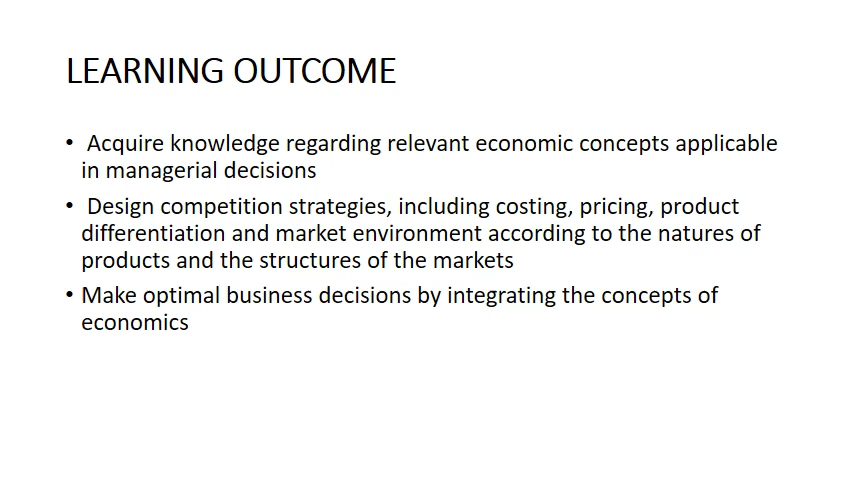 LEARNING OUTCOME
• Acquire knowledge regarding relevant economic concepts applicable
in managerial decisions
• Design competition strategies, including costing, pricing, product
differentiation and market environment according to the natures of
products and the structures of the markets
• Make optimal business decisions by integrating the concepts of
economics